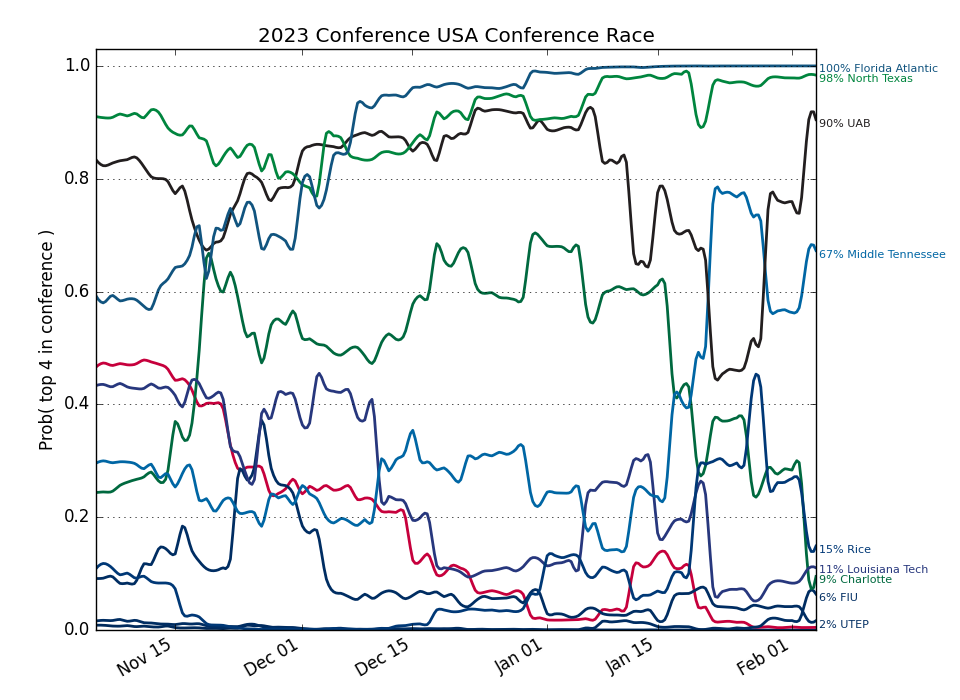 2023 Conference USA Conference Race
Prob( top 4 in conference )
1.0
0.8
0.6
0.4
0.2
0.0
Nov 15
Dec 01
Dec 15
Jan 01
Jan 15
Feb 01
100% Florida Atlantic
98% North Texas
90% UAB
67% Middle Tennessee
15% Rice
11% Louisiana Tech
9% Charlotte
6% FIU
2% UTEP